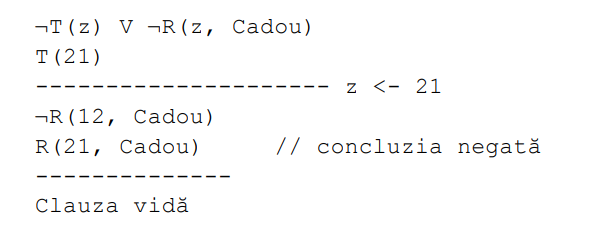 ¬T(z) V ¬R(z, Cadou)
T(21)
--------------------- z <- 21
¬R(12, Cadou)
R(21, Cadou)     // concluzia negată
--------------
Clauza vidă